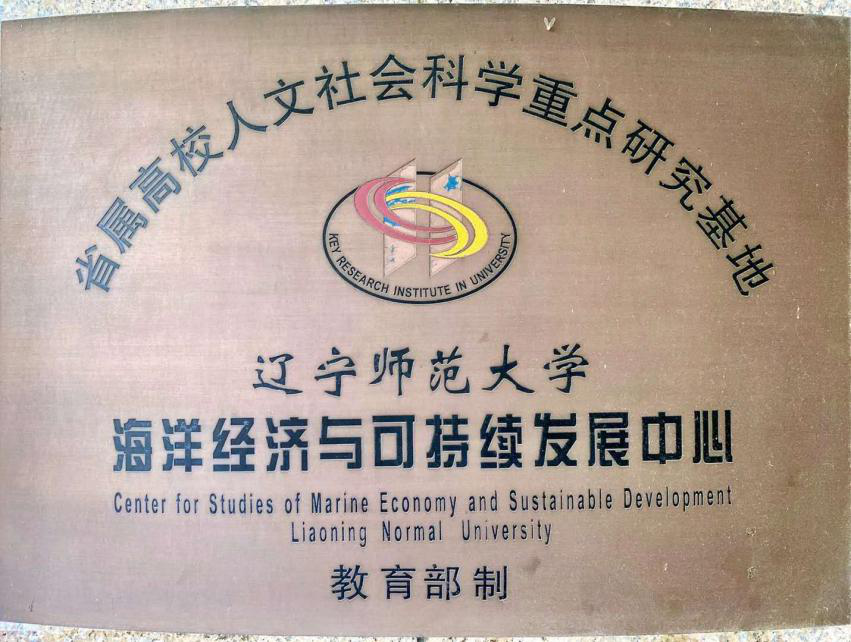 省属高校人文社会科学重点研究基地
KEY RESEARCH INSTITUTE IN UNIVERSITY
辽宁师范大学
海洋经济与可持续发展中心
Center for Studies of Marine Economy and Sustainable Development
Liaoning Normal University
教育部制